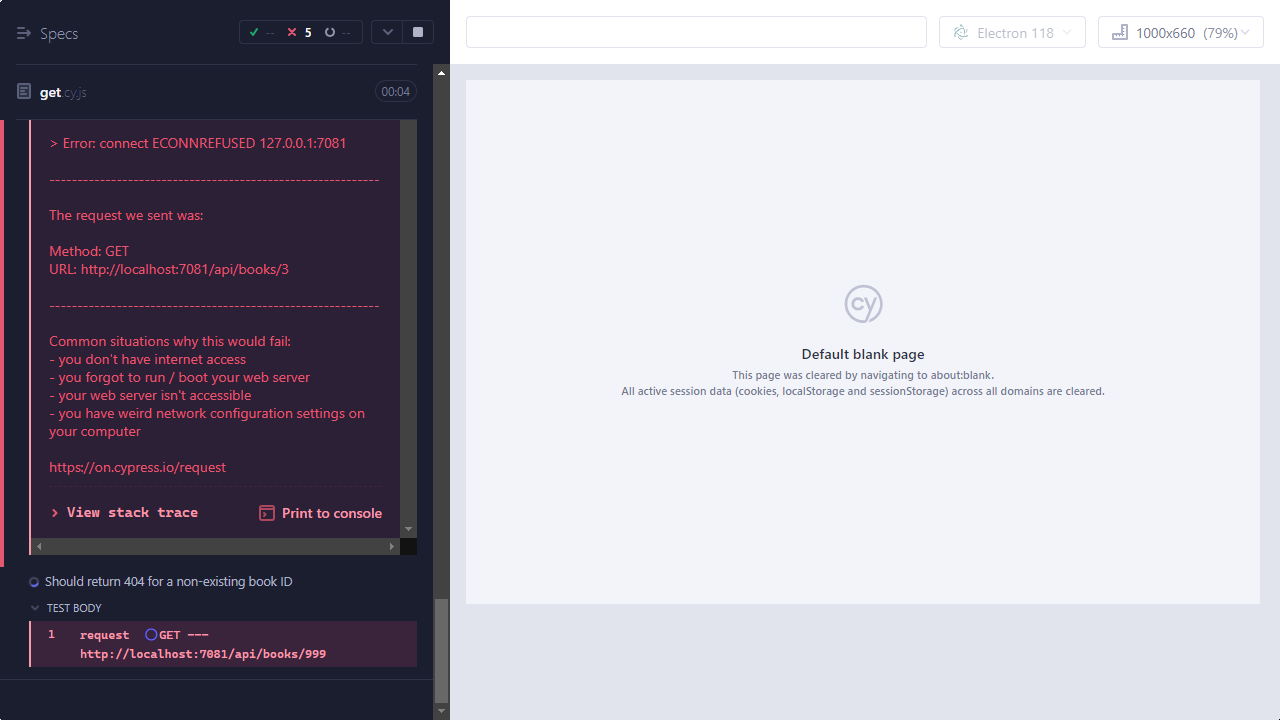 Specs
-- 5 --
Electron 118
1000x660 (79%)
get.cy.js
00:04
> Error: connect ECONNREFUSED 127.0.0.1:7081
-----------------------------------------------------------
The request we sent was:
Method: GET
URL: http://localhost:7081/api/books/3
-----------------------------------------------------------
Common situations why this would fail:
- you don't have internet access
- you forgot to run / boot your web server
- your web server isn't accessible
- you have weird network configuration settings on
your computer
https://on.cypress.io/request
> View stack trace
Print to console
Should return 404 for a non-existing book ID
TEST BODY
1 request GET ---
http://localhost:7081/api/books/999
cy
Default blank page
This page was cleared by navigating to about:blank.
All active session data (cookies, localStorage and sessionStorage) across all domains are cleared.